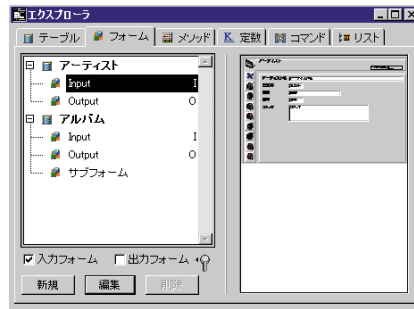 エクスプローラ
テーブル フォーム メソッド 定数 コマンド リスト
アーティスト
Input I
Output O
アルバム
Input I
Output O
サブフォーム
入力フォーム 出力フォーム
新規 編集 削除